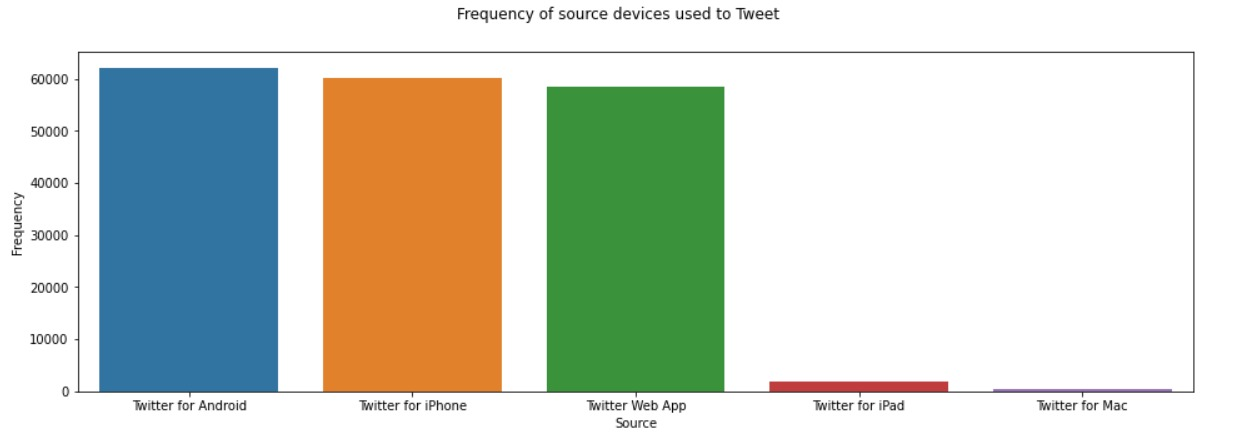 Frequency of source devices used to Tweet
Frequency
60000
50000
40000
30000
20000
10000
0
Twitter for Android Twitter for iPhone Twitter Web App Twitter for iPad Twitter for Mac
Source